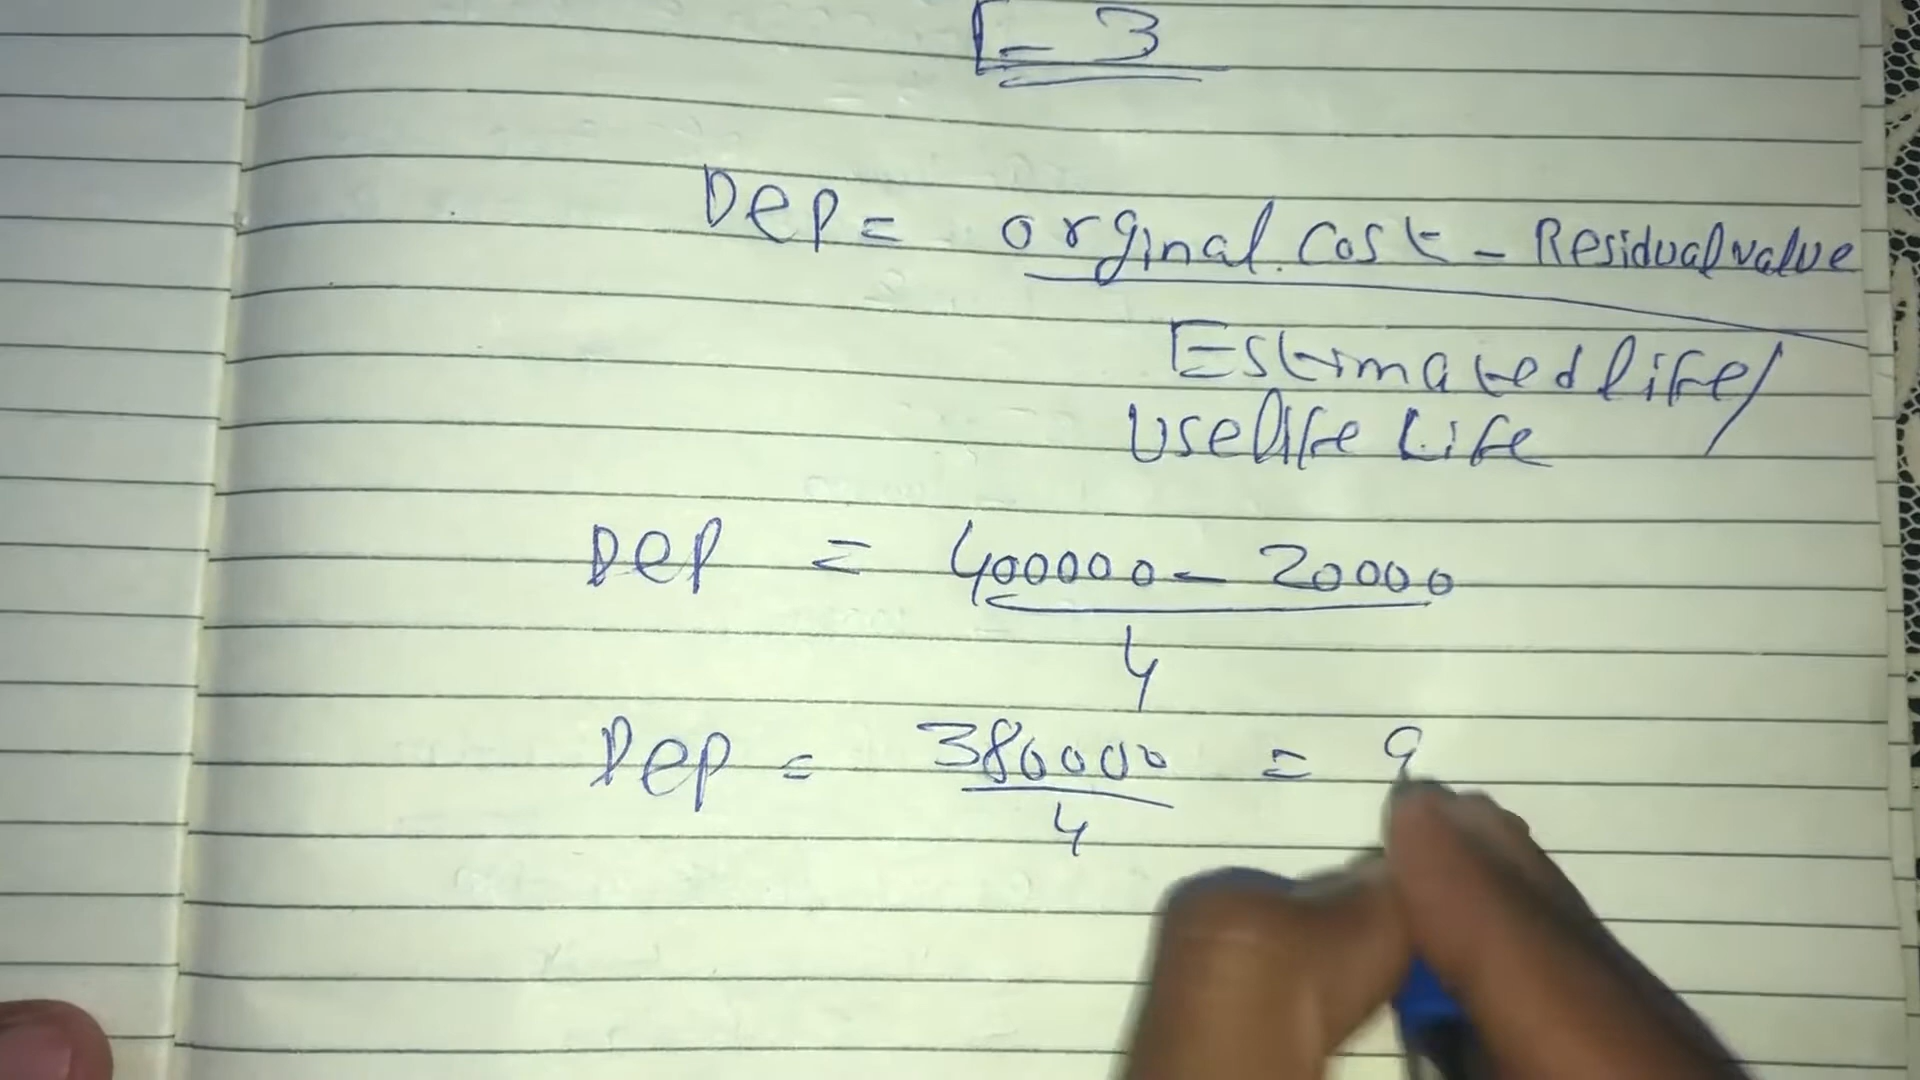 E-3
Dep = orginal. Cost - Residual value
Estimated life/
Uselife Life
Dep = 400000 - 20000
4
Dep = 380000 = 9
4